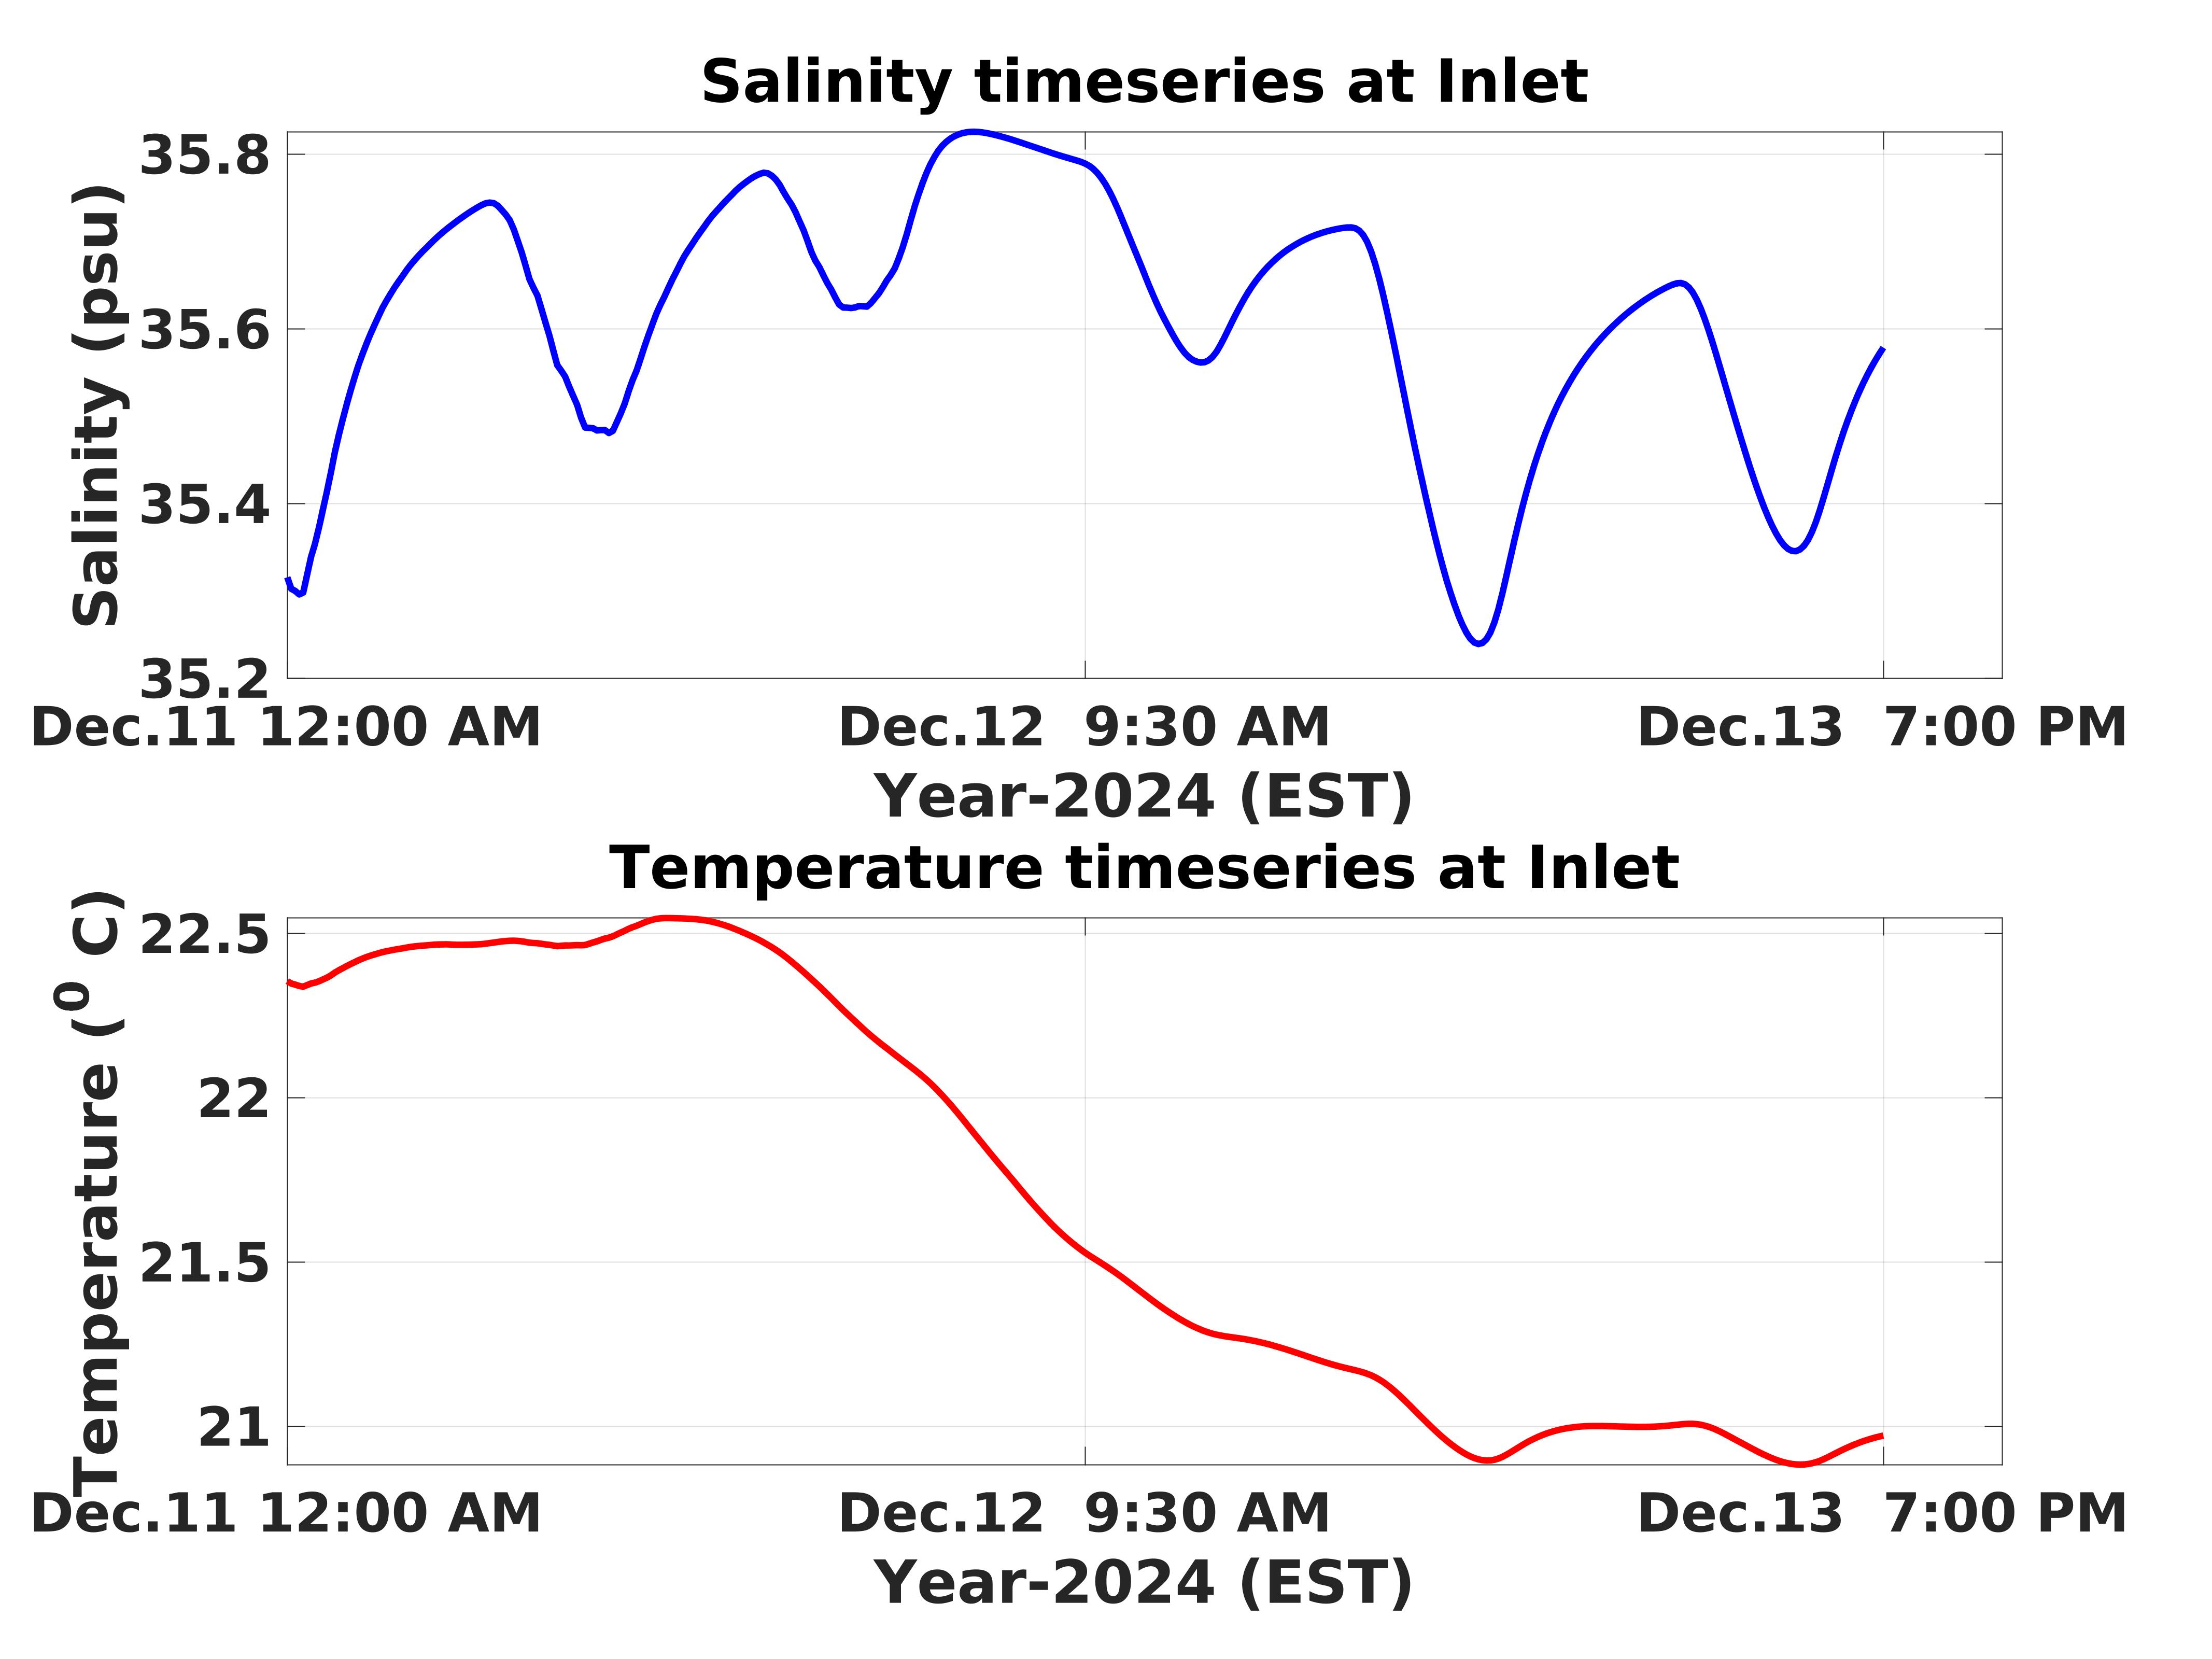 Salinity timeseries at Inlet
Salinity (psu)
35.8
35.6
35.4
35.2
Dec.11 12:00 AM Dec.12 9:30 AM Dec.13 7:00 PM
Year-2024 (EST)
Temperature timeseries at Inlet
Temperature (⁰ C)
22.5
22
21.5
21
Dec.11 12:00 AM Dec.12 9:30 AM Dec.13 7:00 PM
Year-2024 (EST)